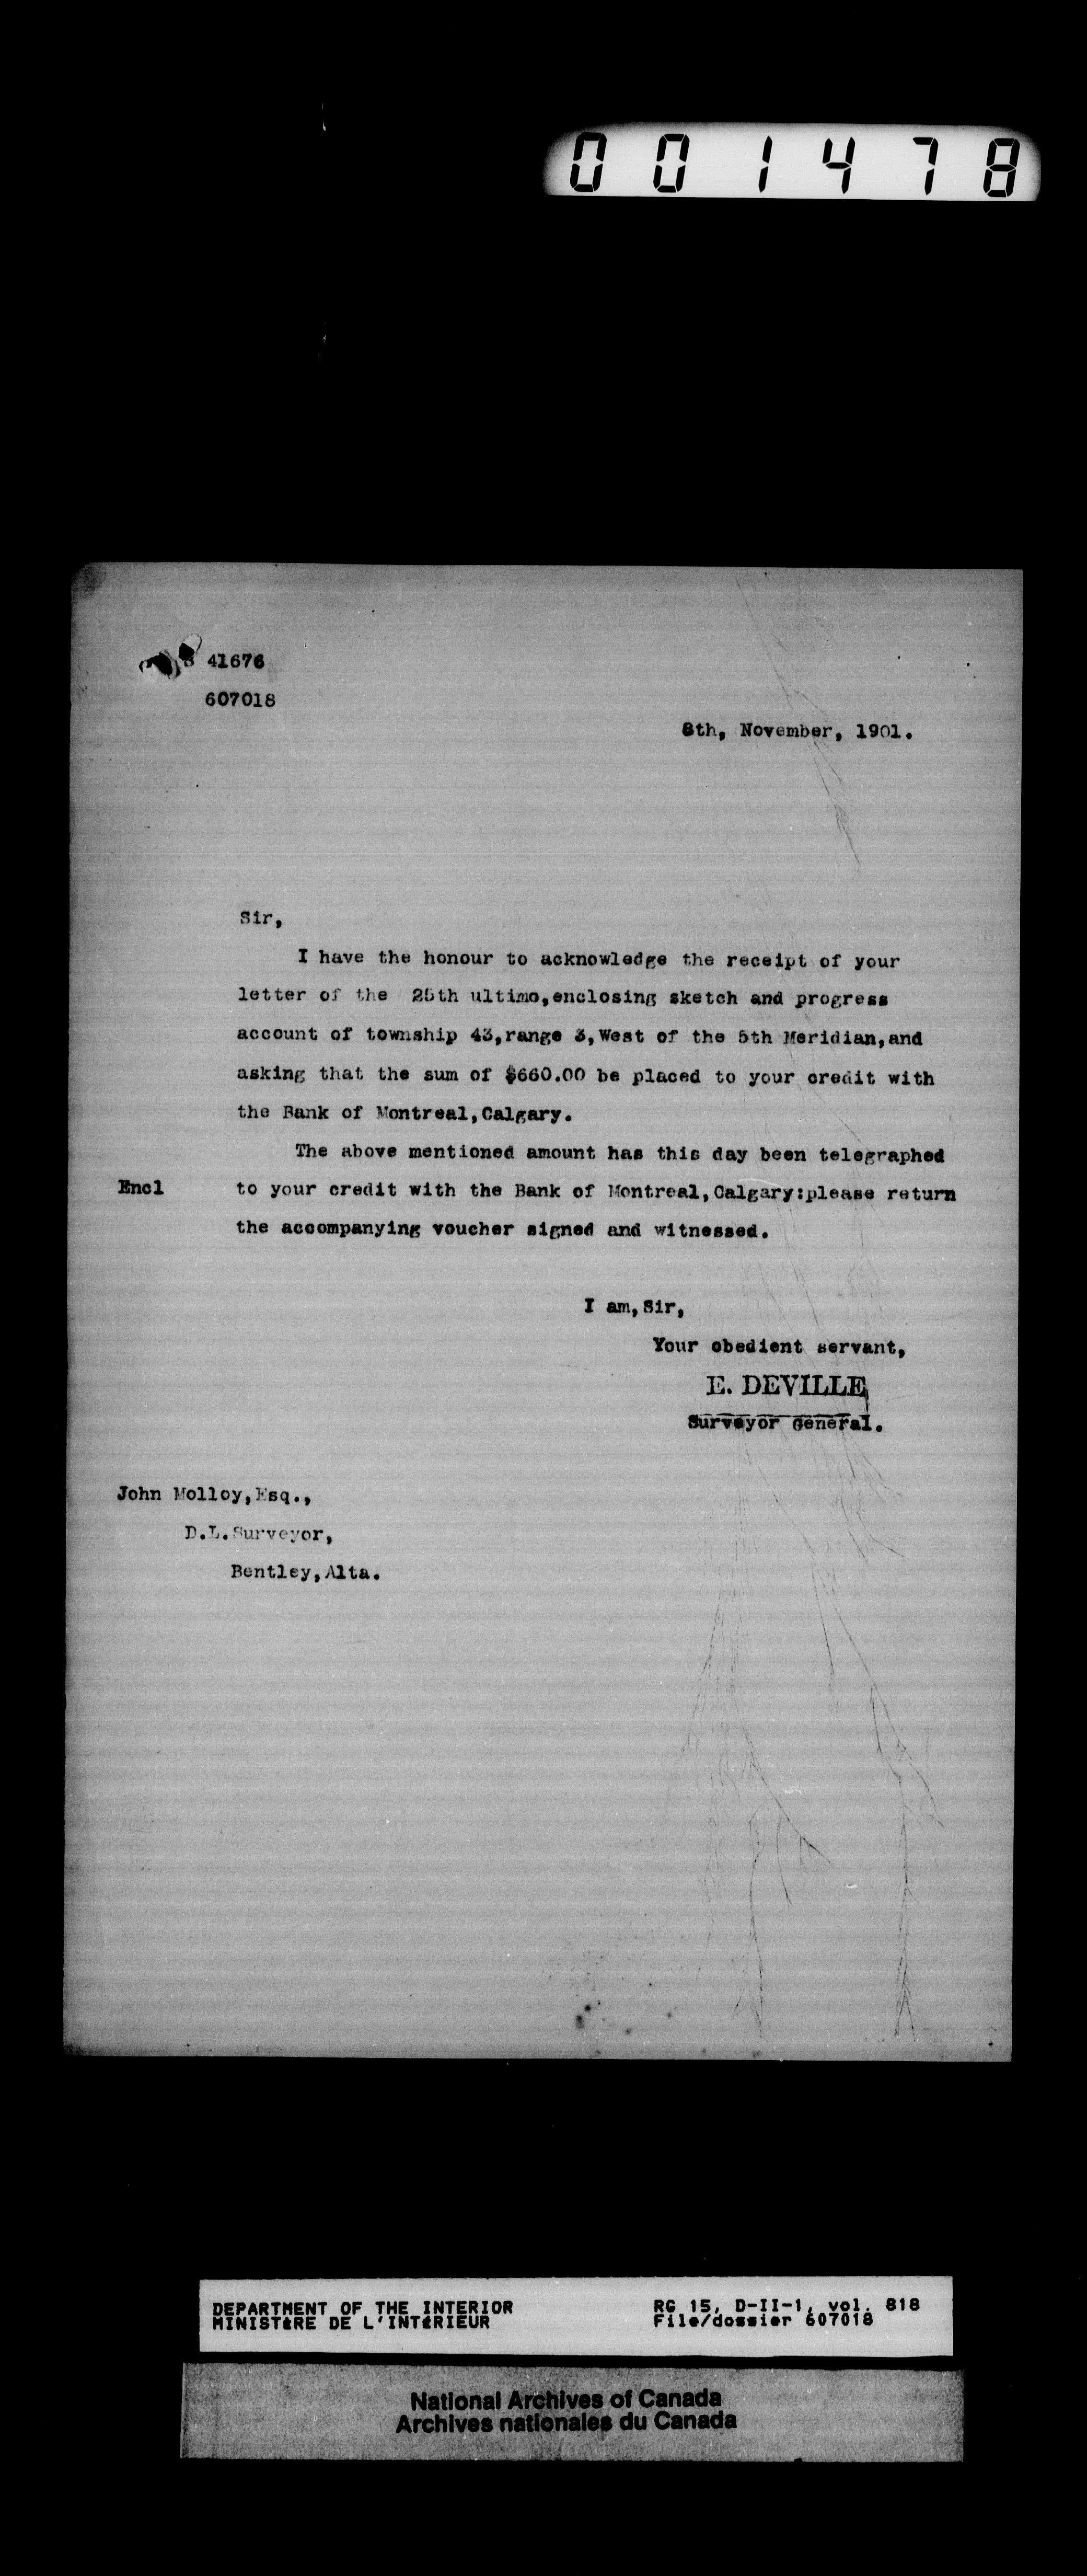 001478
41676
607018
8th, November, 1901.
Sir,
I have the honour to acknowledge the receipt of your
letter of the 25th ultimo,enclosing sketch and progress
account of township 43,range 3,West of the 5th Meridian,and
asking that the sum of $660.00 be placed to your credit with
the Bank of Montreal,Calgary.
The above mentioned amount has this day been telegraphed
Encl to your credit with the Bank of Montreal,Calgary:please return
the accompanying voucher signed and witnessed.
I am,Sir,
Your obedient servant,
E. DEVILLE
Surveyor General.
John Molloy,Esq.,
D.L.Surveyor,
Bentley,Alta.
DEPARTMENT OF THE INTERIOR RG 15, D-II-1, vol. 818
MINISTÈRE DE L'INTÉRIEUR File/dossier 607018
National Archives of Canada
Archives nationales du Canada